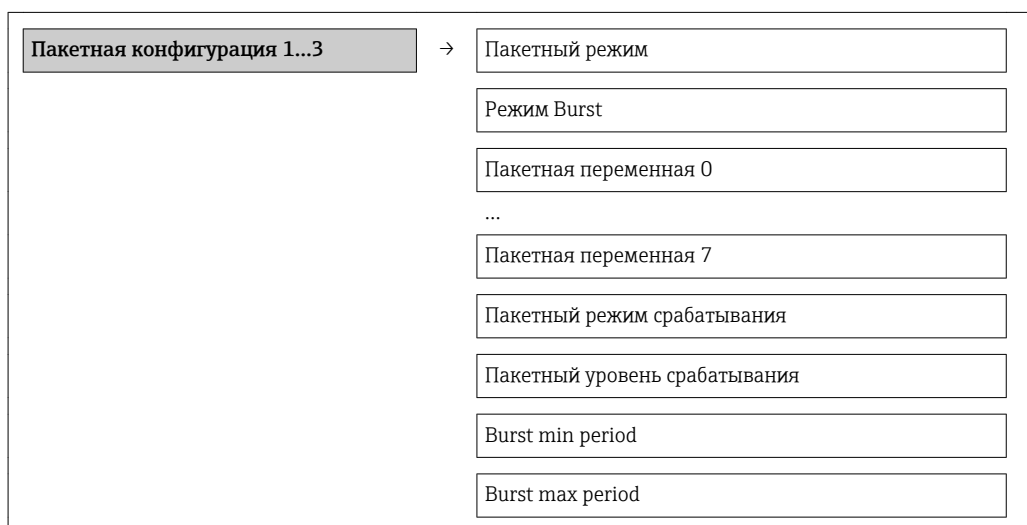 Пакетная конфигурация 1...3 → Пакетный режим
Режим Burst
Пакетная переменная 0
...
Пакетная переменная 7
Пакетный режим срабатывания
Пакетный уровень срабатывания
Burst min period
Burst max period